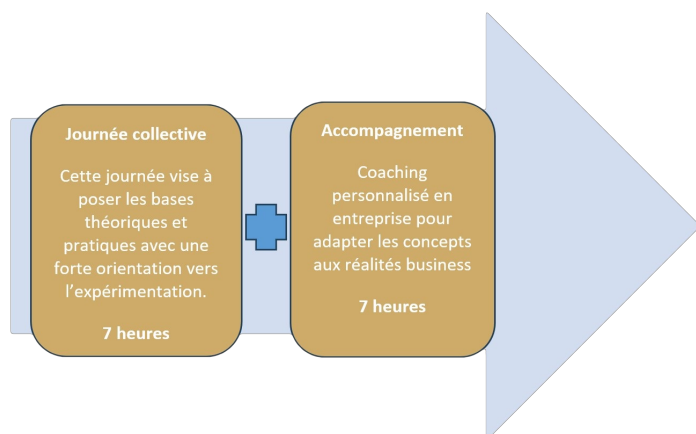 Journée collective
Cette journée vise à
poser les bases
théoriques et
pratiques avec une
forte orientation vers
l’expérimentation.
7 heures
Accompagnement
Coaching
personnalisé en
entreprise pour
adapter les concepts
aux réalités business
7 heures